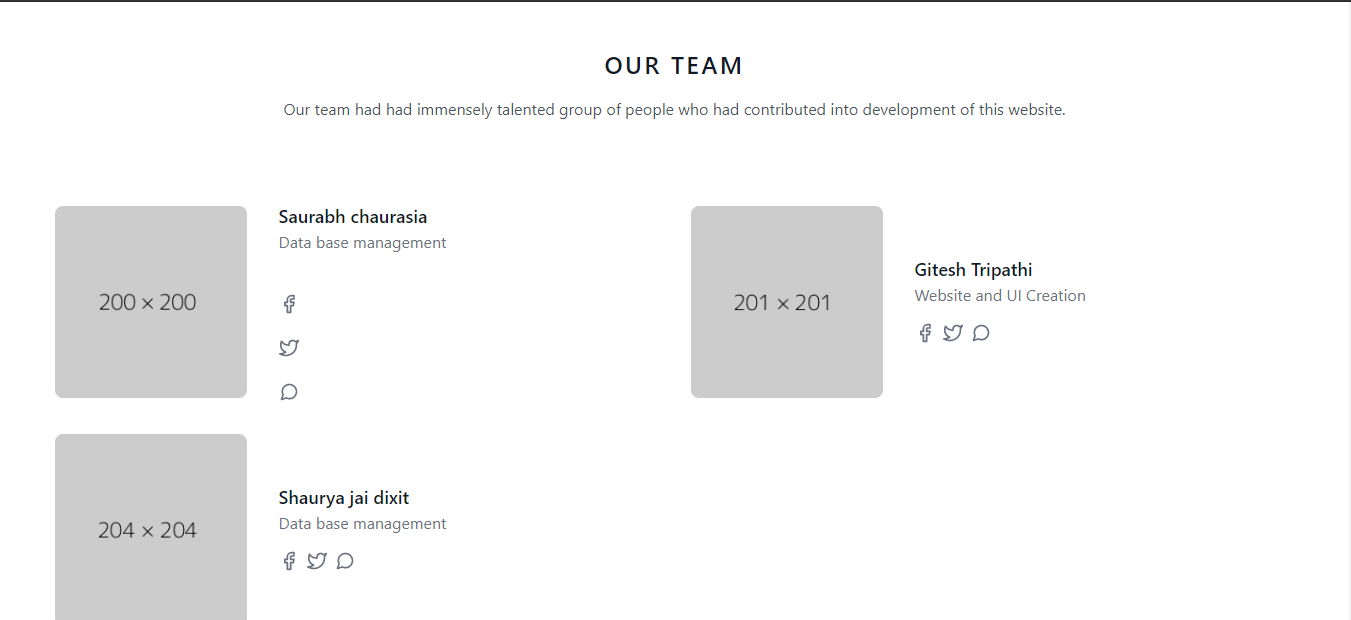 OUR TEAM
Our team had had immensely talented group of people who had contributed into development of this website.
200 × 200
Saurabh chaurasia
Data base management
201 × 201
Gitesh Tripathi
Website and UI Creation
204 × 204
Shaurya jai dixit
Data base management